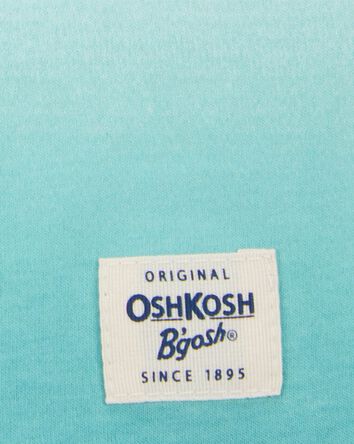 ORIGINAL
OSHKOSH
B'gosh®
SINCE 1895